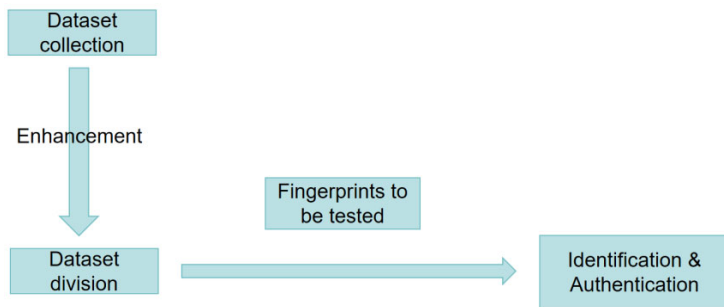 Dataset
collection
Enhancement
Fingerprints to
be tested
Dataset
division
Identification &
Authentication